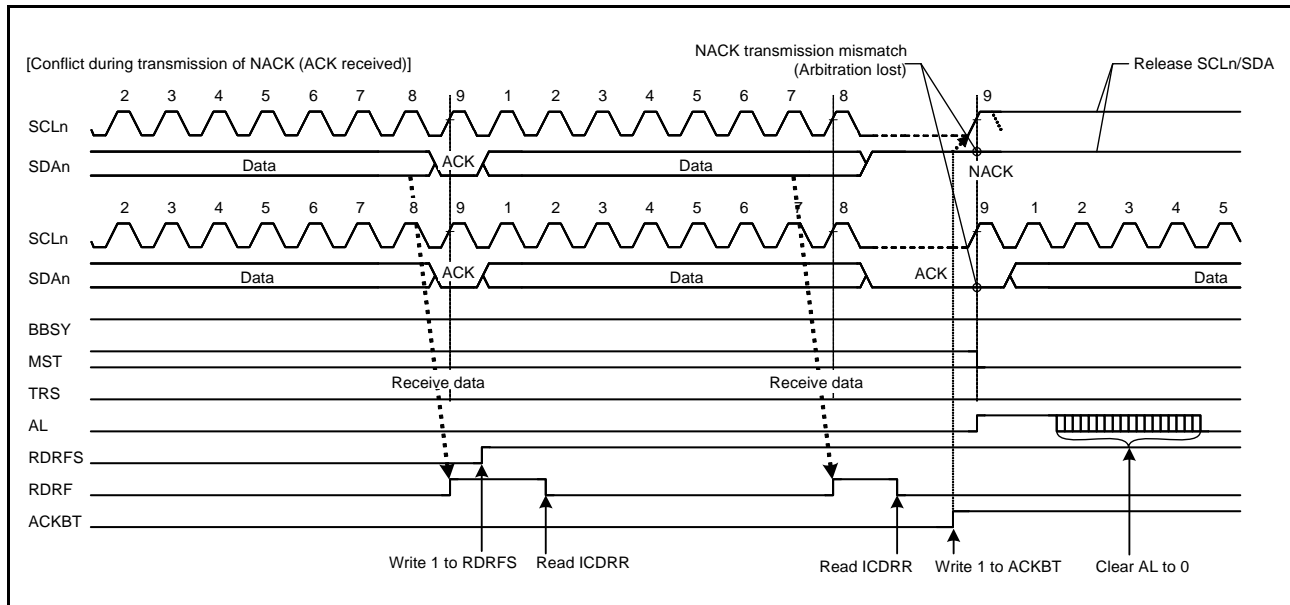 NACK transmission mismatch
(Arbitration lost)
Release SCLn/SDA
[Conflict during transmission of NACK (ACK received)]
2 3 4 5 6 7 8 9 1 2 3 4 5 6 7 8 9
SCLn
SDAn
Data ACK Data NACK
2 3 4 5 6 7 8 9 1 2 3 4 5 6 7 8 9 1 2 3 4 5
SCLn
SDAn
Data ACK Data ACK Data
BBSY
MST
TRS
Receive data Receive data
AL
RDRFS
RDRF
ACKBT
Write 1 to RDRFS Read ICDRR Read ICDRR Write 1 to ACKBT Clear AL to 0